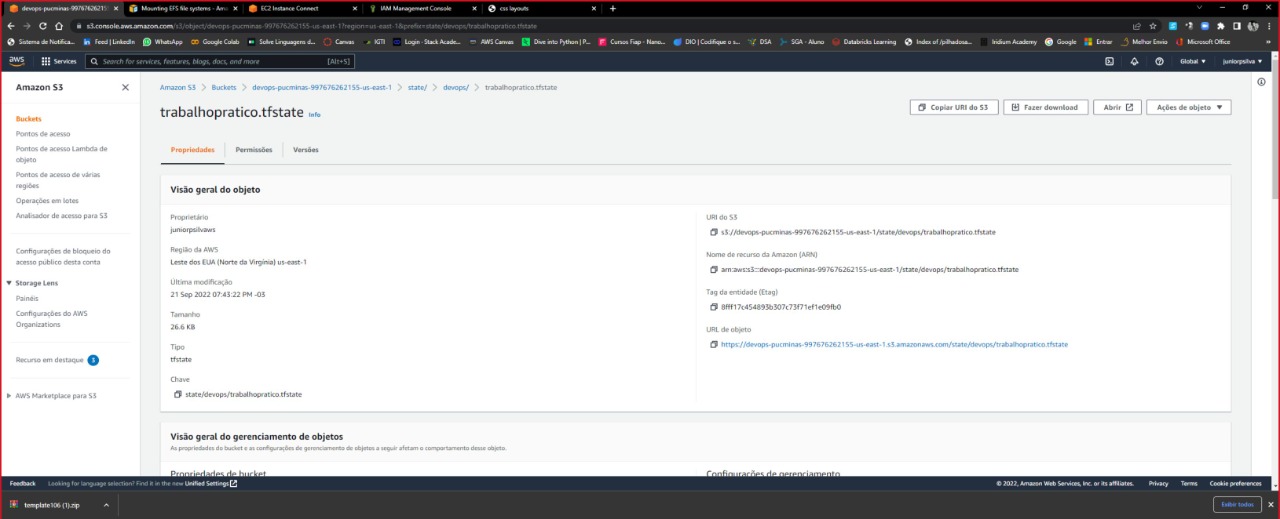 devops-pucminas-997676262155
Mounting EFS file systems - Am
EC2 Instance Connect
IAM Management Console
css layouts
s3.console.aws.amazon.com/s3/object/devops-pucminas-997676262155-us-east-1?region=us-east-1&prefix=state/devops/trabalhopratico.tfstate
Sistema de Notifica... Feed | LinkedIn WhatsApp Google Colab Solve Linguagens d... Canvas IGTI Login · Stack Acade... AWS Canvas Dive into Python | P... Cursos Fiap - Nano... DIO | Codifique o s... DSA SGA - Aluno Databricks Learning Index of /pilhadosa... Iridium Academy Google Entrar Melhor Envio Microsoft Office »
aws Services Search for services, features, blogs, docs, and more [Alt+S] Global juniorpsilva
Amazon S3
Amazon S3 > Buckets > devops-pucminas-997676262155-us-east-1 > state/ > devops/ > trabalhopratico.tfstate
trabalhopratico.tfstate Info
Copiar URI do S3 Fazer download Abrir Ações de objeto
Buckets
Pontos de acesso
Pontos de acesso Lambda de
objeto
Pontos de acesso de várias
regiões
Operações em lotes
Analisador de acesso para S3
Configurações de bloqueio do
acesso público desta conta
Storage Lens
Painéis
Configurações do AWS
Organizations
Recurso em destaque 3
AWS Marketplace para S3
Propriedades Permissões Versões
Visão geral do objeto
Proprietário
juniorpsilvaws
Região da AWS
Leste dos EUA (Norte da Virgínia) us-east-1
Última modificação
21 Sep 2022 07:43:22 PM -03
Tamanho
26.6 KB
Tipo
tfstate
Chave
state/devops/trabalhopratico.tfstate
URI do S3
s3://devops-pucminas-997676262155-us-east-1/state/devops/trabalhopratico.tfstate
Nome de recurso da Amazon (ARN)
arn:aws:s3:::devops-pucminas-997676262155-us-east-1/state/devops/trabalhopratico.tfstate
Tag da entidade (Etag)
8fff17c454893b307c73f71ef1e09fb0
URL de objeto
https://devops-pucminas-997676262155-us-east-1.s3.amazonaws.com/state/devops/trabalhopratico.tfstate
Visão geral do gerenciamento de objetos
As propriedades do bucket e as configurações de gerenciamento de objetos a seguir afetam o comportamento desse objeto.
Propriedades de bucket
Configurações de gerenciamento
Feedback Looking for language selection? Find it in the new Unified Settings © 2022, Amazon Web Services, Inc. or its affiliates. Privacy Terms Cookie preferences
template106 (1).zip Exibir todos